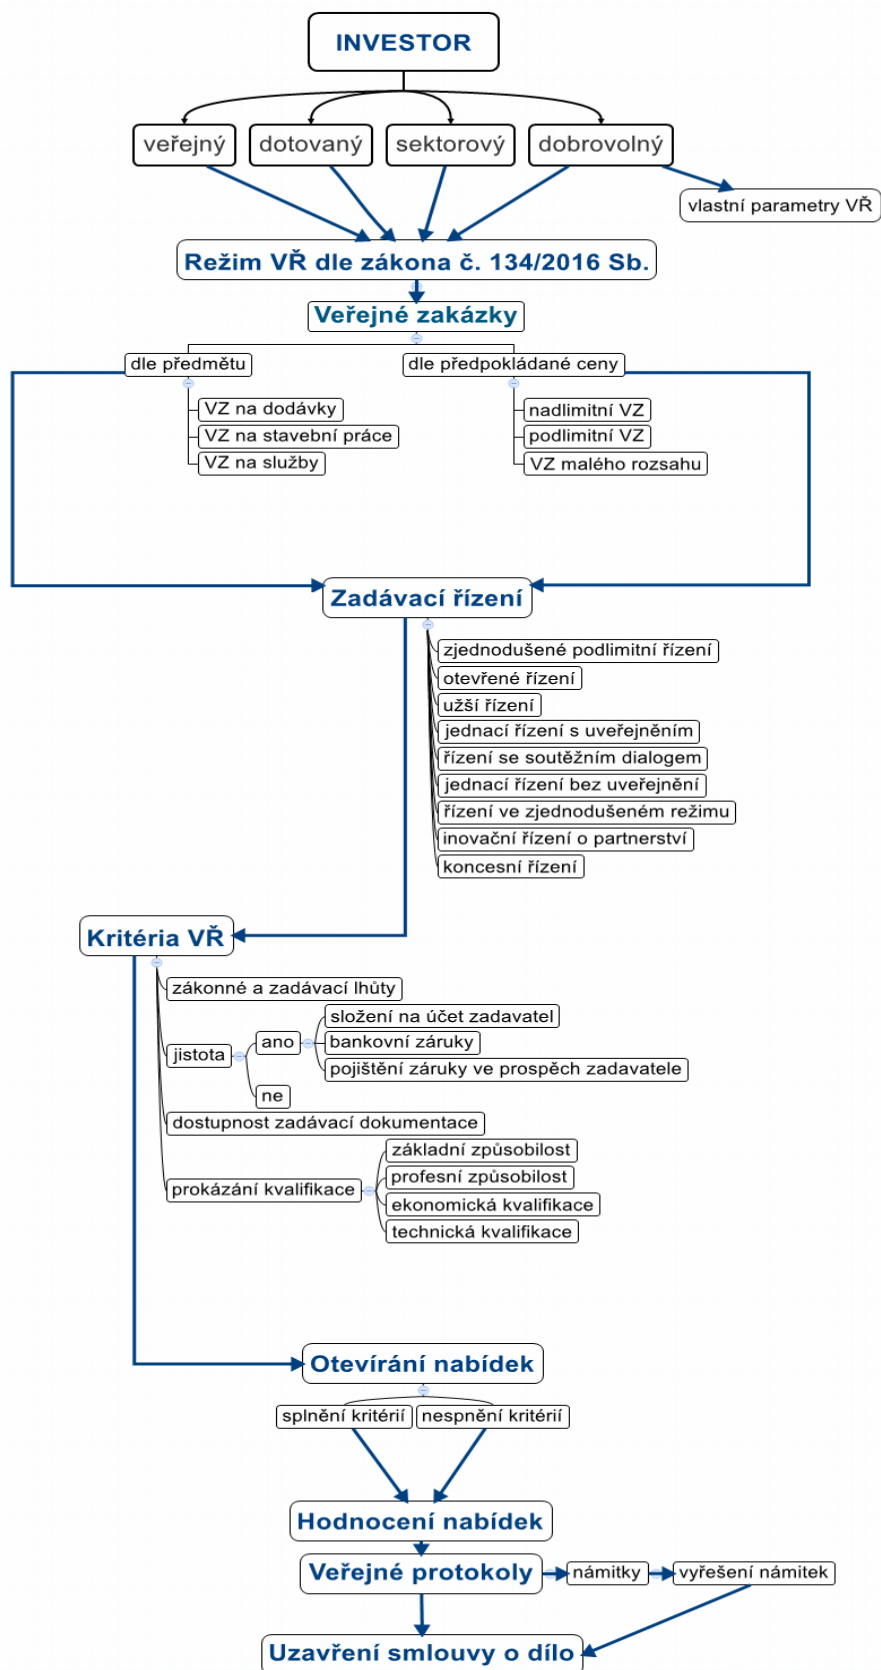 INVESTOR
veřejný
dotovaný
sektorový
dobrovolný
vlastní parametry VŘ
Režim VŘ dle zákona č. 134/2016 Sb.
Veřejné zakázky
dle předmětu
dle předpokládané ceny
VZ na dodávky
VZ na stavební práce
VZ na služby
nadlimitní VZ
podlimitní VZ
VZ malého rozsahu
Zadávací řízení
zjednodušené podlimitní řízení
otevřené řízení
užší řízení
jednací řízení s uveřejněním
řízení se soutěžním dialogem
jednací řízení bez uveřejnění
řízení ve zjednodušeném režimu
inovační řízení o partnerství
koncesní řízení
Kritéria VŘ
zákonné a zadávací lhůty
jistota
ano
složení na účet zadavatel
bankovní záruky
pojištění záruky ve prospěch zadavatele
ne
dostupnost zadávací dokumentace
prokázání kvalifikace
základní způsobilost
profesní způsobilost
ekonomická kvalifikace
technická kvalifikace
Otevírání nabídek
splnění kritérií
nespnění kritérií
Hodnocení nabídek
Veřejné protokoly
námitky
vyřešení námitek
Uzavření smlouvy o dílo